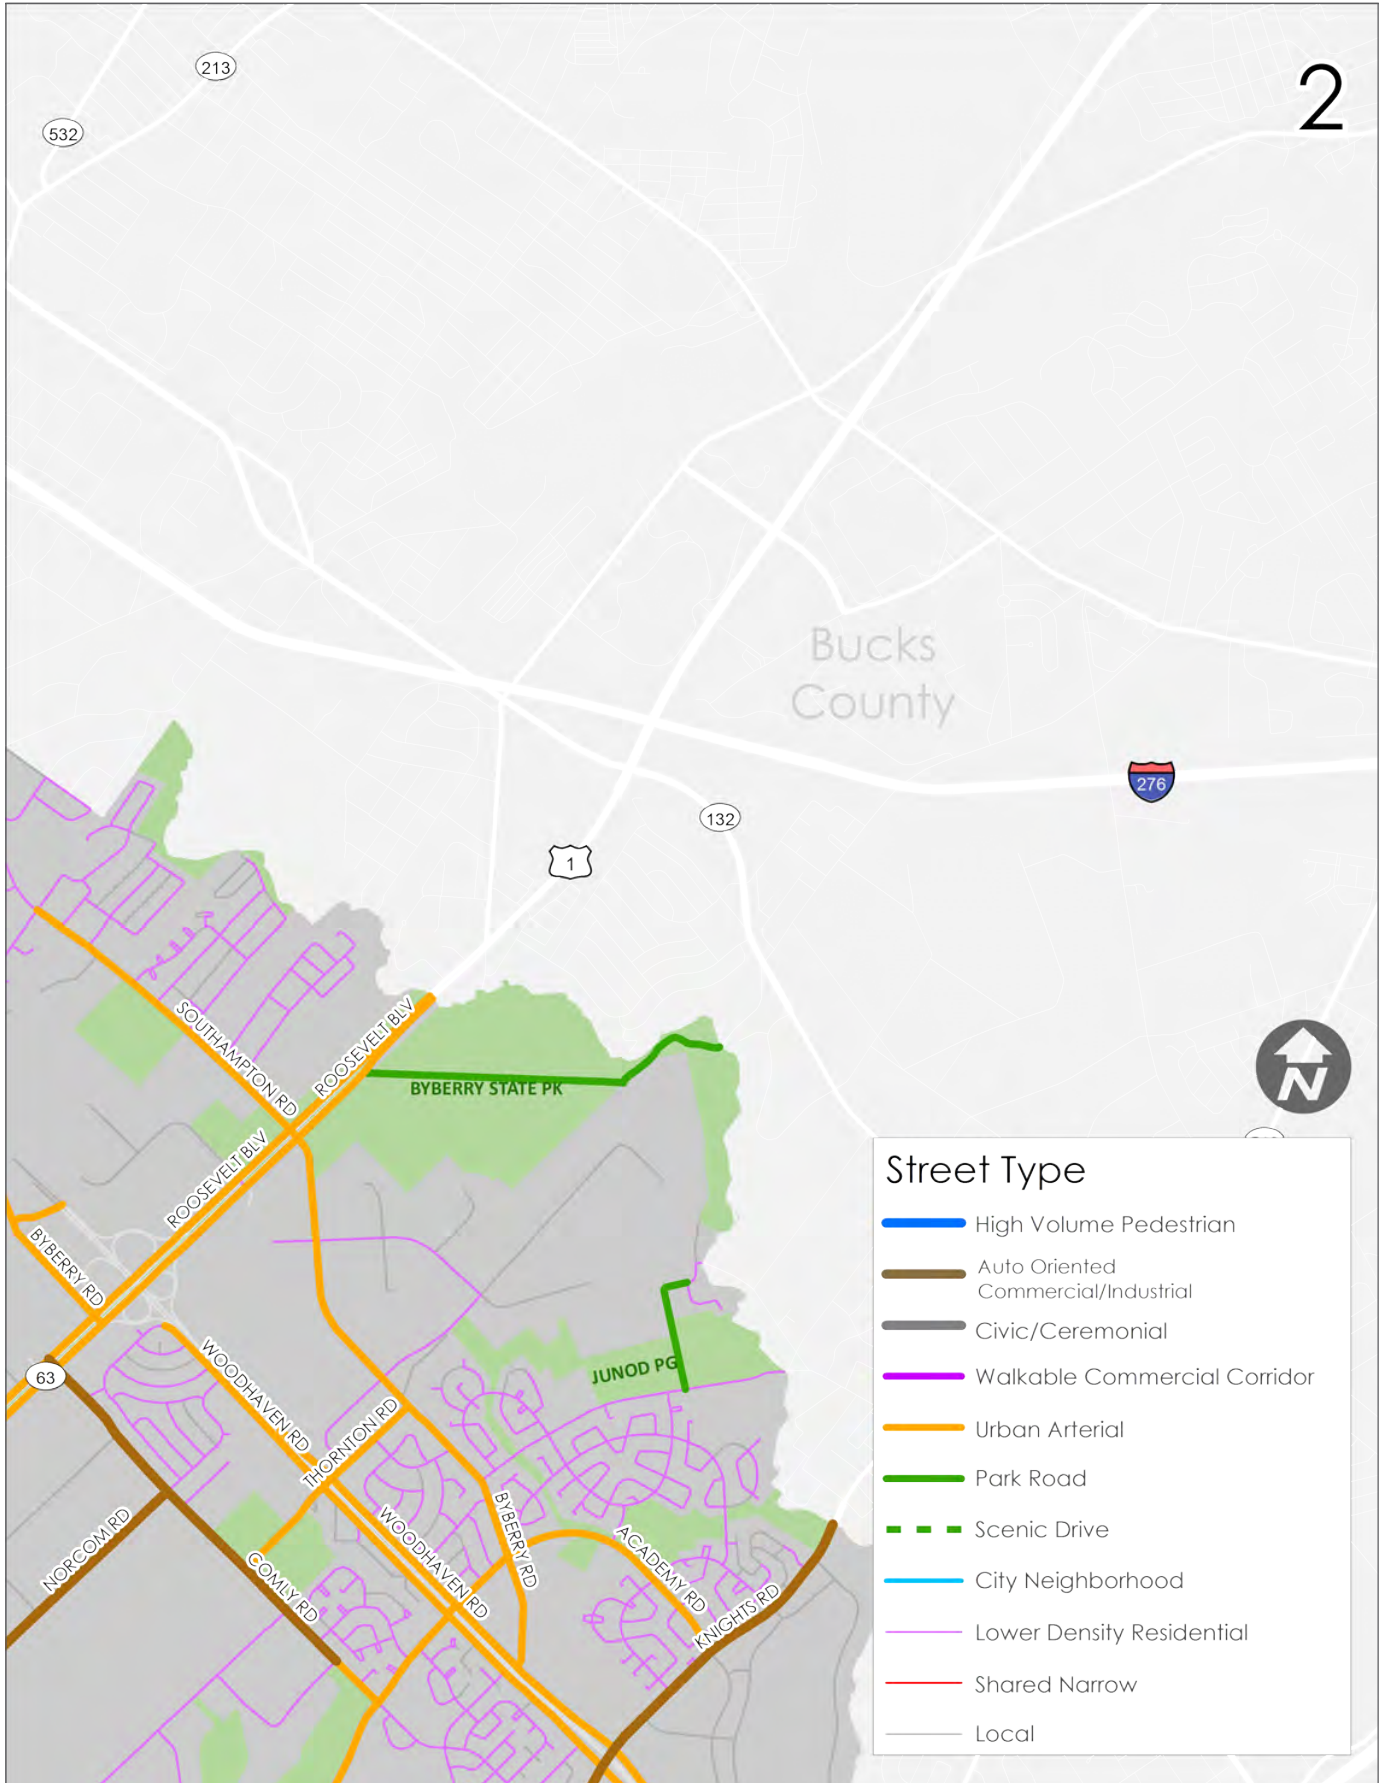 213
2
532
Bucks
County
276
132
1
SOUTHAMPTON RD
ROOSEVELT BLV
BYBERRY STATE PK
ROOSEVELT BLV
BYBERRY RD
63
WOODHAVEN RD
JUNOD PG
THORNTON RD
NORCOM RD
COMLY RD
WOODHAVEN RD
BYBERRY RD
ACADEMY RD
KNIGHTS RD
N
Street Type
High Volume Pedestrian
Auto Oriented
Commercial/Industrial
Civic/Ceremonial
Walkable Commercial Corridor
Urban Arterial
Park Road
Scenic Drive
City Neighborhood
Lower Density Residential
Shared Narrow
Local